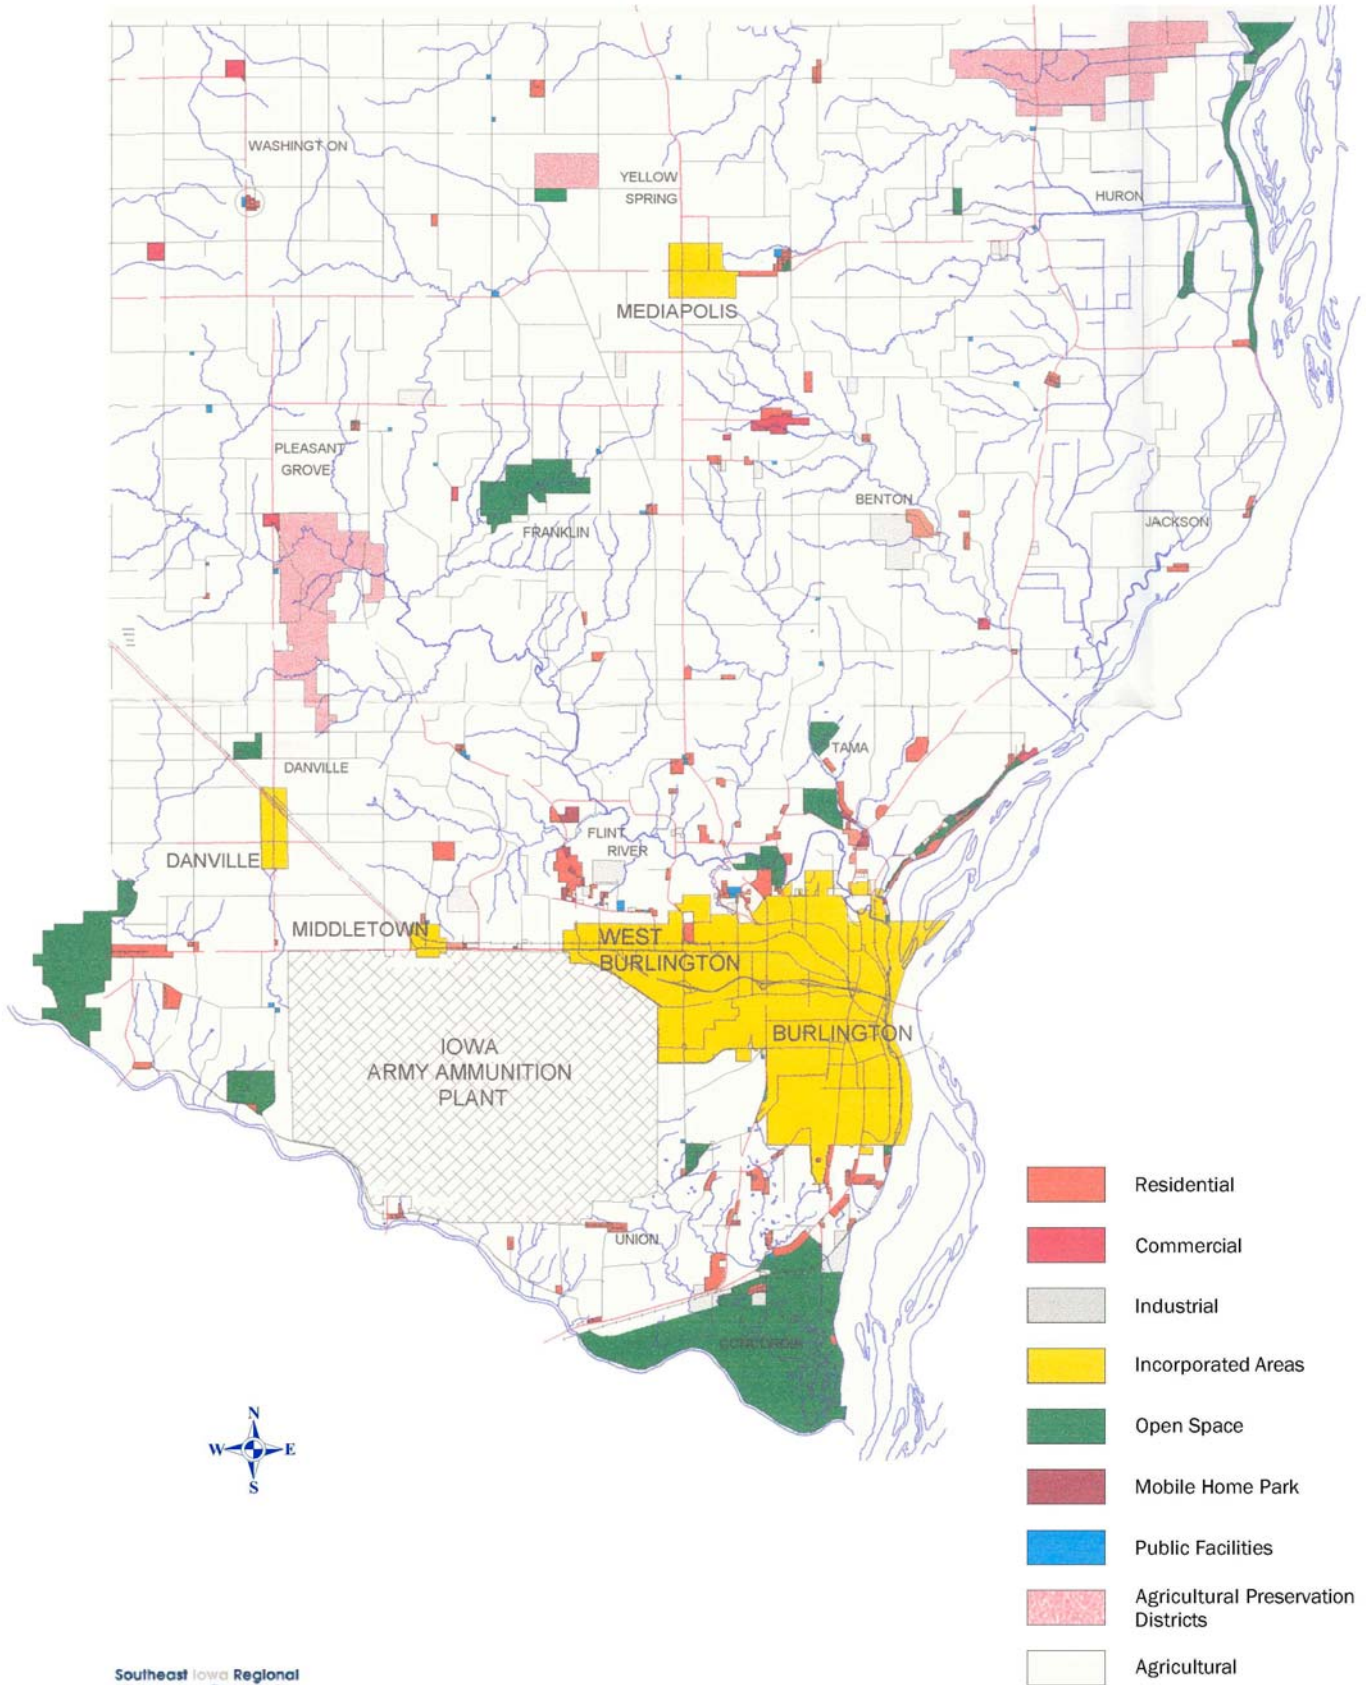 WASHINGTON
YELLOW
SPRING
HURON
MEDIAPOLIS
PLEASANT
GROVE
BENTON
JACKSON
FRANKLIN
TAMA
DANVILLE
FLINT
RIVER
DANVILLE
MIDDLETOWN
WEST
BURLINGTON
BURLINGTON
IOWA
ARMY AMMUNITION
PLANT
UNION
CONCORDIA
Residential
Commercial
Industrial
Incorporated Areas
Open Space
Mobile Home Park
Public Facilities
Agricultural Preservation
Districts
Agricultural
N
W E
S
Southeast Iowa Regional